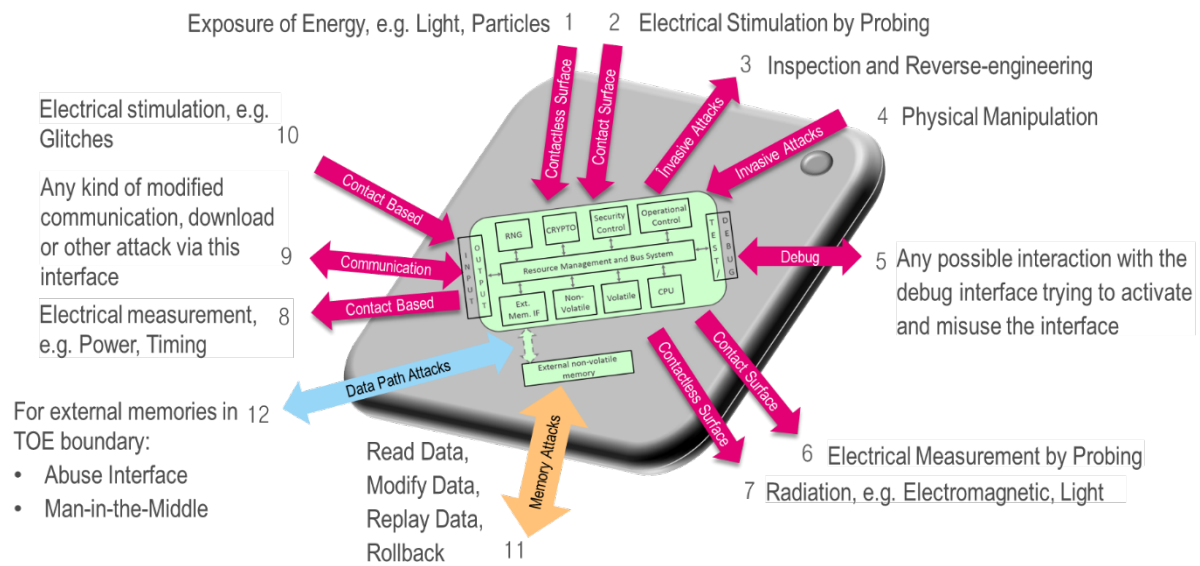 Exposure of Energy, e.g. Light, Particles 1
2 Electrical Stimulation by Probing
3 Inspection and Reverse-engineering
4 Physical Manipulation
Electrical stimulation, e.g.
Glitches
10
Any kind of modified
communication, download
or other attack via this
interface
9
Electrical measurement,
e.g. Power, Timing
8
Contactless Surface
Contact Surface
Invasive Attacks
Invasive Attacks
Contact Based
Communication
Contact Based
INPUT
OUTPUT
RNG
CRYPTO
Security
Control
Operational
Control
Resource Management and Bus System
Ext.
Mem. IF
Non-
Volatile
Volatile
CPU
TEST/
DEBUG
Debug
5 Any possible interaction with the
debug interface trying to activate
and misuse the interface
External non-volatile
memory
Data Path Attacks
Memory Attacks
Contactless Surface
Contact Surface
6 Electrical Measurement by Probing
7 Radiation, e.g. Electromagnetic, Light
For external memories in 12
TOE boundary:
• Abuse Interface
• Man-in-the-Middle
Read Data,
Modify Data,
Replay Data,
Rollback
11